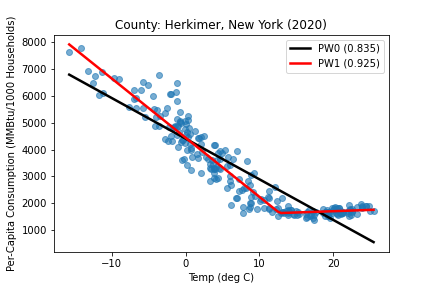 County: Herkimer, New York (2020)
Per-Capita Consumption (MMBtu/1000 Households)
8000
7000
6000
5000
4000
3000
2000
1000
PW0 (0.835)
PW1 (0.925)
−10
0
10
20
Temp (deg C)